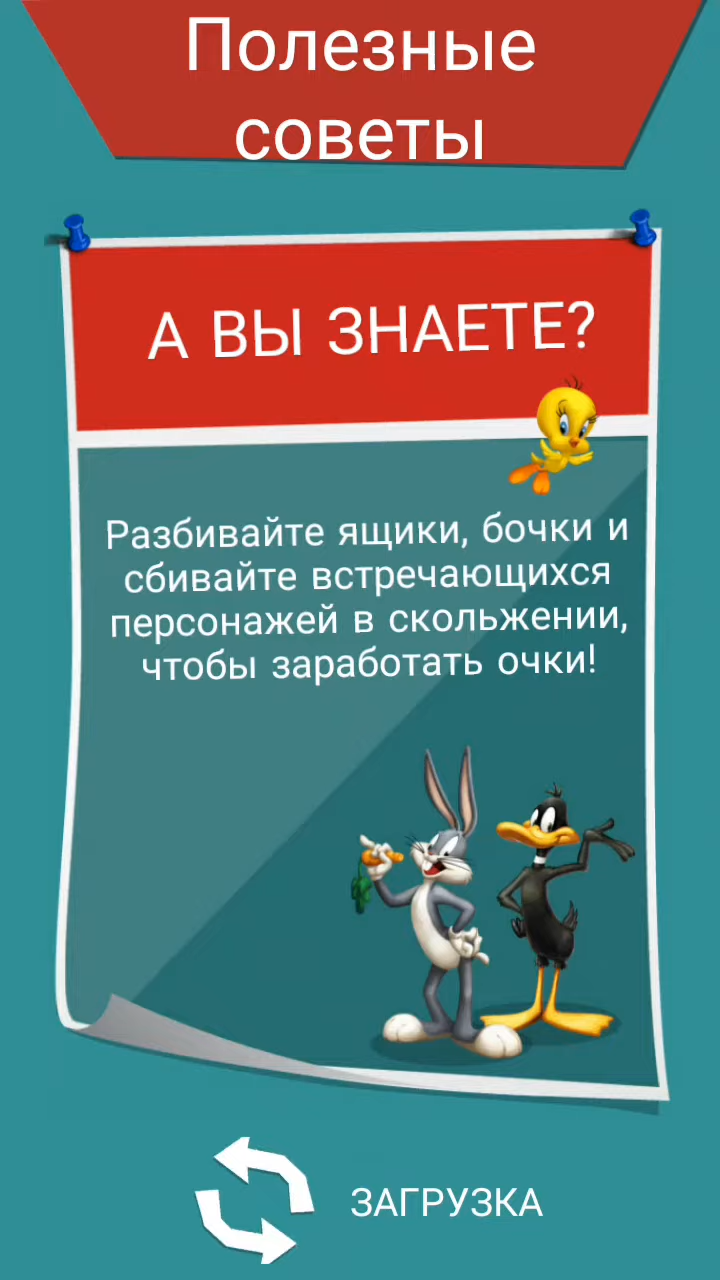 Полезные
советы
А ВЫ ЗНАЕТЕ?
Разбивайте ящики, бочки и
сбивайте встречающихся
персонажей в скольжении,
чтобы заработать очки!
ЗАГРУЗКА